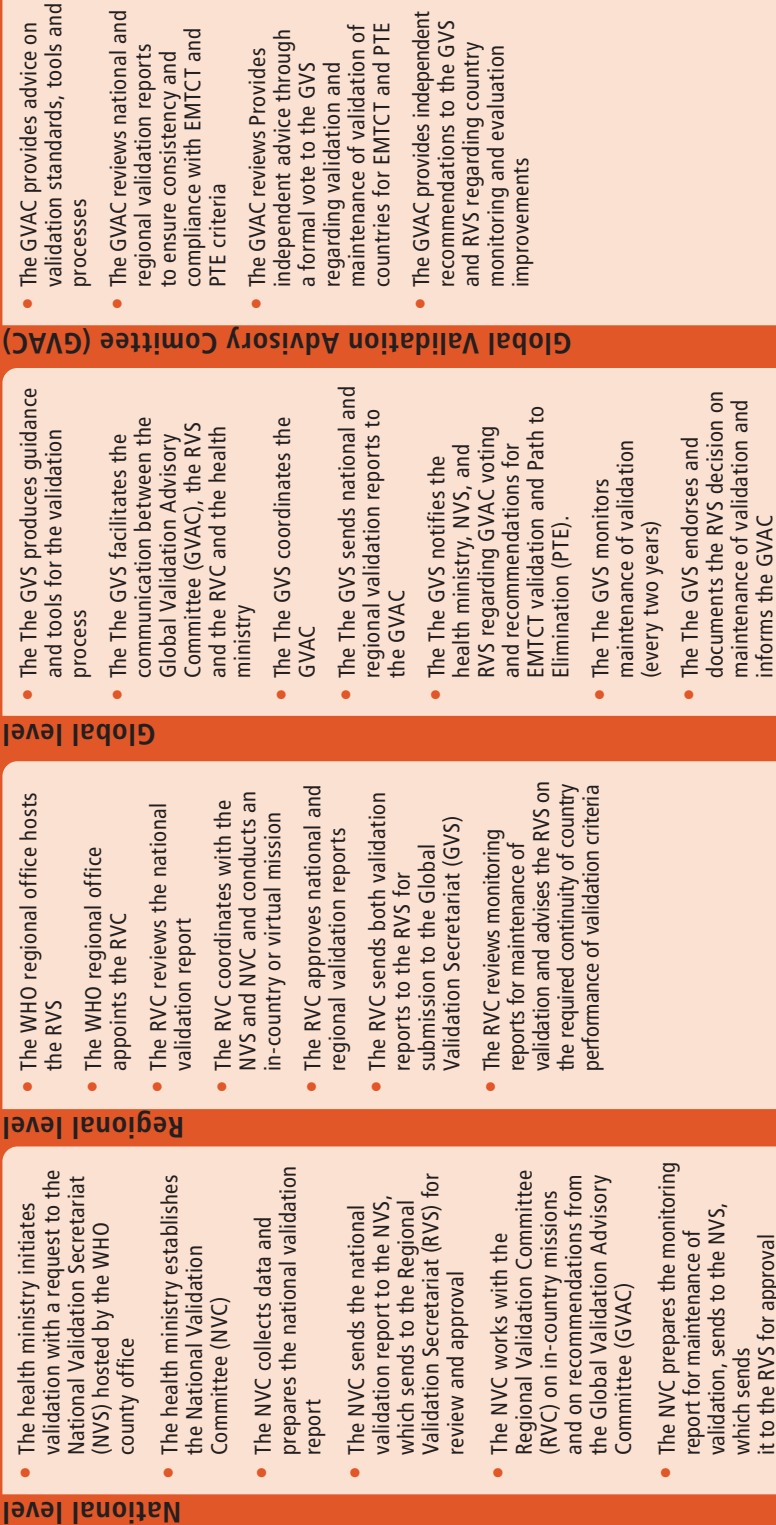 National level
• The health ministry initiates
validation with a request to the
National Validation Secretariat
(NVS) hosted by the WHO
county office
• The health ministry establishes
the National Validation
Committee (NVC)
• The NVC collects data and
prepares the national validation
report
• The NVC sends the national
validation report to the NVS,
which sends to the Regional
Validation Secretariat (RVS) for
review and approval
• The NVC works with the
Regional Validation Committee
(RVC) on in-country missions
and on recommendations from
the Global Validation Advisory
Committee (GVAC)
• The NVC prepares the monitoring
report for maintenance of
validation, sends to the NVS,
which sends
it to the RVS for approval
Regional level
• The WHO regional office hosts
the RVS
• The WHO regional office
appoints the RVC
• The RVC reviews the national
validation report
• The RVC coordinates with the
NVS and NVC and conducts an
in-country or virtual mission
• The RVC approves national and
regional validation reports
• The RVC sends both validation
reports to the RVS for
submission to the Global
Validation Secretariat (GVS)
• The RVC reviews monitoring
reports for maintenance of
validation and advises the RVS on
the required continuity of country
performance of validation criteria
Global level
• The The GVS produces guidance
and tools for the validation
process
• The The GVS facilitates the
communication between the
Global Validation Advisory
Committee (GVAC), the RVS
and the RVC and the health
ministry
• The The GVS coordinates the
GVAC
• The The GVS sends national and
regional validation reports to
the GVAC
• The The GVS notifies the
health ministry, NVS, and
RVS regarding GVAC voting
and recommendations for
EMTCT validation and Path to
Elimination (PTE).
• The The GVS monitors
maintenance of validation
(every two years)
• The The GVS endorses and
documents the RVS decision on
maintenance of validation and
informs the GVAC
Global Validation Advisory Comittee (GVAC)
• The GVAC provides advice on
validation standards, tools and
processes
• The GVAC reviews national and
regional validation reports
to ensure consistency and
compliance with EMTCT and
PTE criteria
• The GVAC reviews Provides
independent advice through
a formal vote to the GVS
regarding validation and
maintenance of validation of
countries for EMTCT and PTE
• The GVAC provides independent
recommendations to the GVS
and RVS regarding country
monitoring and evaluation
improvements